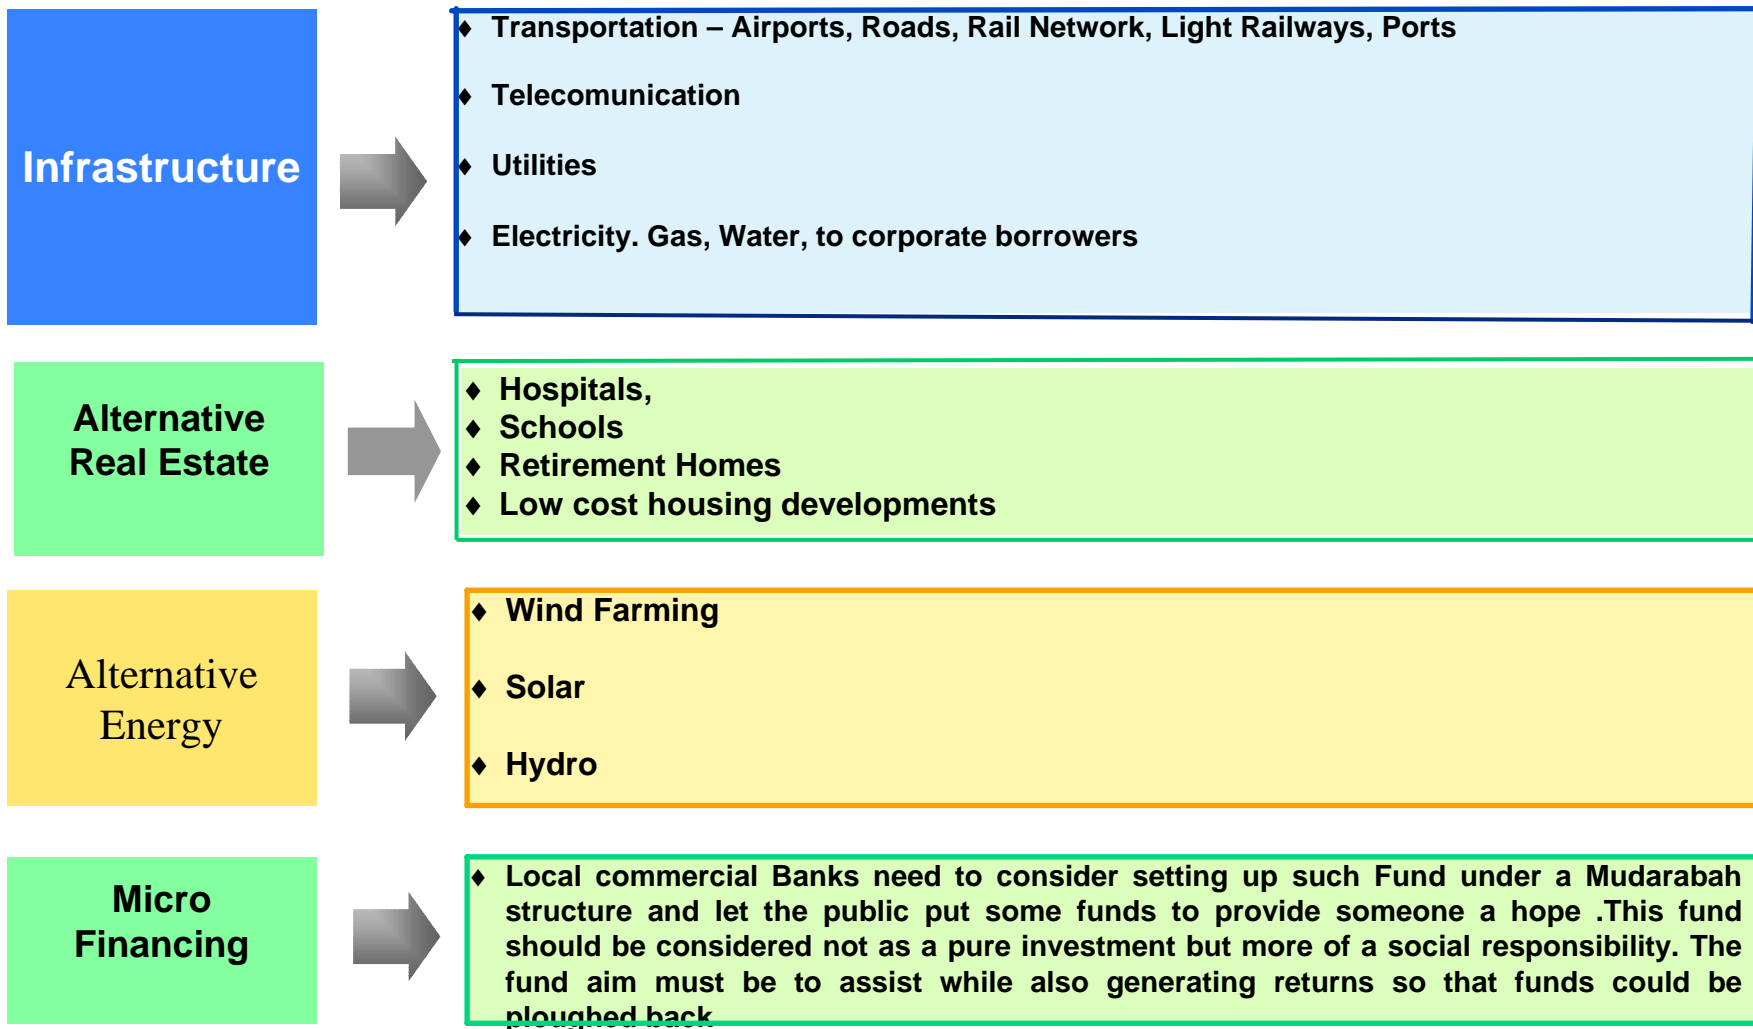 Infrastructure
♦ Transportation – Airports, Roads, Rail Network, Light Railways, Ports
♦ Telecomunication
♦ Utilities
♦ Electricity. Gas, Water, to corporate borrowers
Alternative
Real Estate
♦ Hospitals,
♦ Schools
♦ Retirement Homes
♦ Low cost housing developments
Alternative
Energy
♦ Wind Farming
♦ Solar
♦ Hydro
Micro
Financing
♦ Local commercial Banks need to consider setting up such Fund under a Mudarabah
structure and let the public put some funds to provide someone a hope .This fund
should be considered not as a pure investment but more of a social responsibility. The
fund aim must be to assist while also generating returns so that funds could be
ploughed back